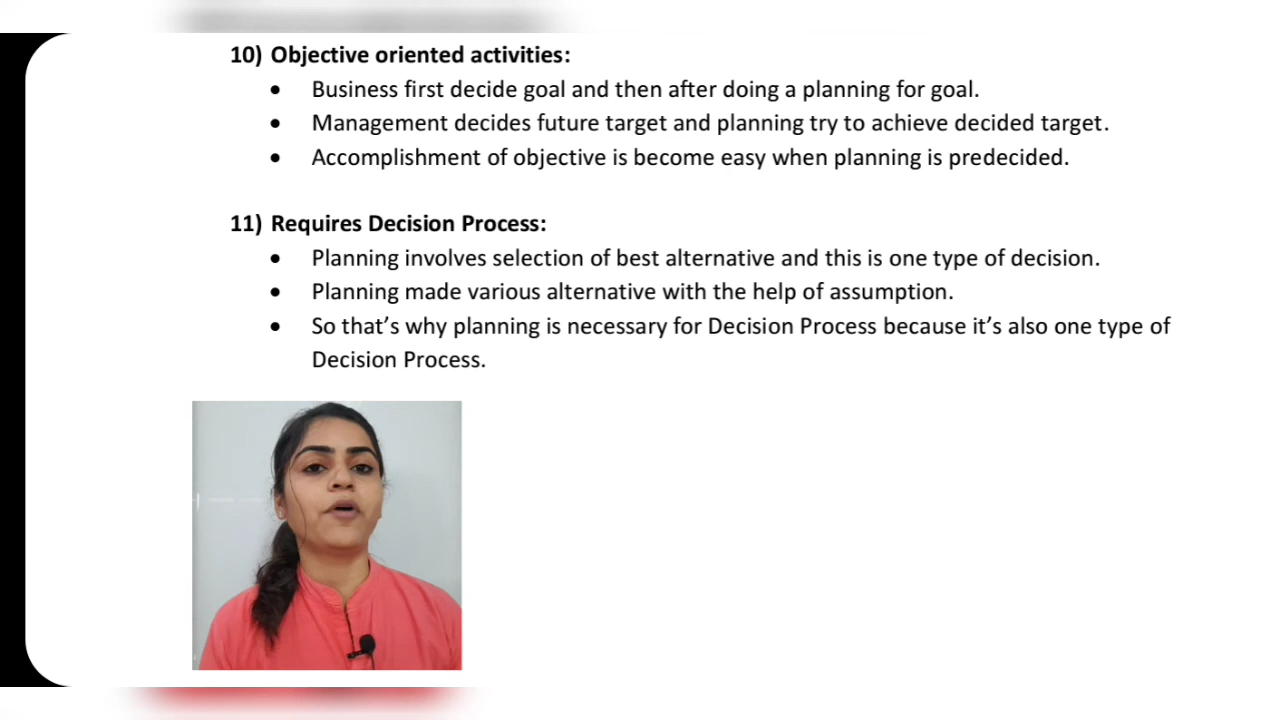 10) Objective oriented activities:
• Business first decide goal and then after doing a planning for goal.
• Management decides future target and planning try to achieve decided target.
• Accomplishment of objective is become easy when planning is predecided.
11) Requires Decision Process:
• Planning involves selection of best alternative and this is one type of decision.
• Planning made various alternative with the help of assumption.
• So that’s why planning is necessary for Decision Process because it’s also one type of
Decision Process.